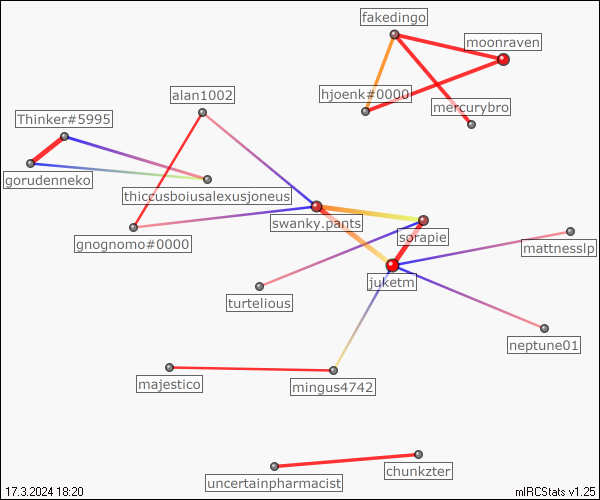 fakedingo
moonraven
alan1002
hjoenk#0000
mercurybro
Thinker#5995
gorudenneko
thiccusboiusalexusjoneus
swanky.pants
sorapie
gnognomo#0000
mattnesslp
juketm
turtelious
neptune01
majestico
mingus4742
chunkzter
uncertainpharmacist
17.3.2024 18:20
mIRCStats v1.25